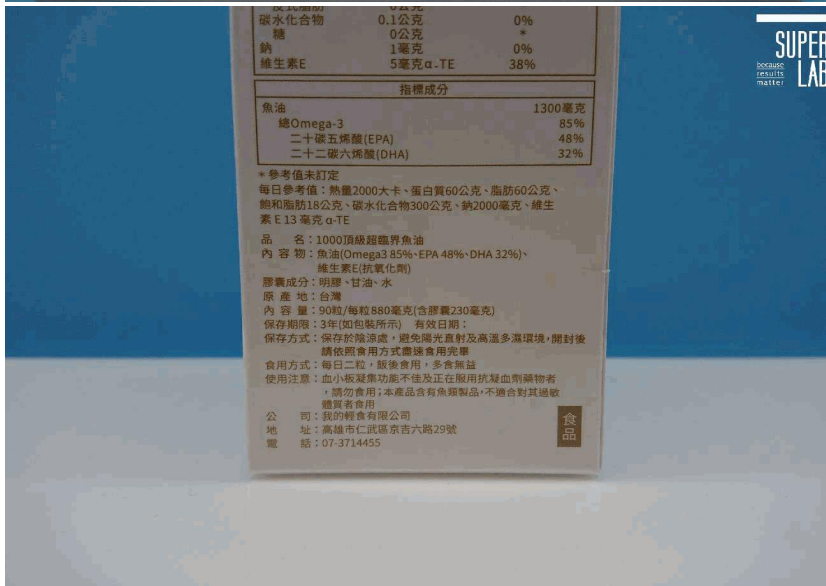 反式脂肪 0公克
碳水化合物 0.1公克 0%
糖 0公克 *
鈉 1毫克 0%
維生素E 5毫克α-TE 38%
指標成分
魚油 1300毫克
總Omega-3 85%
二十碳五烯酸(EPA) 48%
二十二碳六烯酸(DHA) 32%
*參考值未訂定
每日參考值:熱量2000大卡、蛋白質60公克、脂肪60公克、
飽和脂肪18公克、碳水化合物300公克、鈉2000毫克、維生
素E 13 毫克 α-TE
品 名:1000頂級超臨界魚油
內 容 物:魚油(Omega3 85%、EPA 48%、DHA 32%)、
維生素E(抗氧化劑)
膠囊成分:明膠、甘油、水
原 產 地:台灣
內 容 量:90粒/每粒880毫克(含膠囊230毫克)
保存期限:3年(如包裝所示) 有效日期:
保存方式:保存於陰涼處,避免陽光直射及高溫多濕環境,開封後
請依照食用方式盡速食用完畢
食用方式:每日二粒,飯後食用,多食無益
使用注意:血小板凝集功能不佳及正在服用抗凝血劑藥物者
,請勿食用;本產品含有魚類製品,不適合對其過敏
體質者食用
公 司:我的輕食有限公司
地 址:高雄市仁武區京吉六路29號
電 話:07-3714455
食品
SUPER LAB
because
results
matter